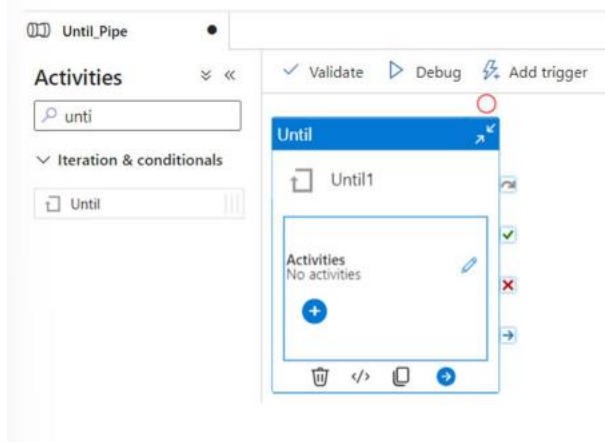 Until_Pipe
Activities
unti
Iteration & conditionals
Until
Validate Debug Add trigger
Until
Until1
Activities
No activities